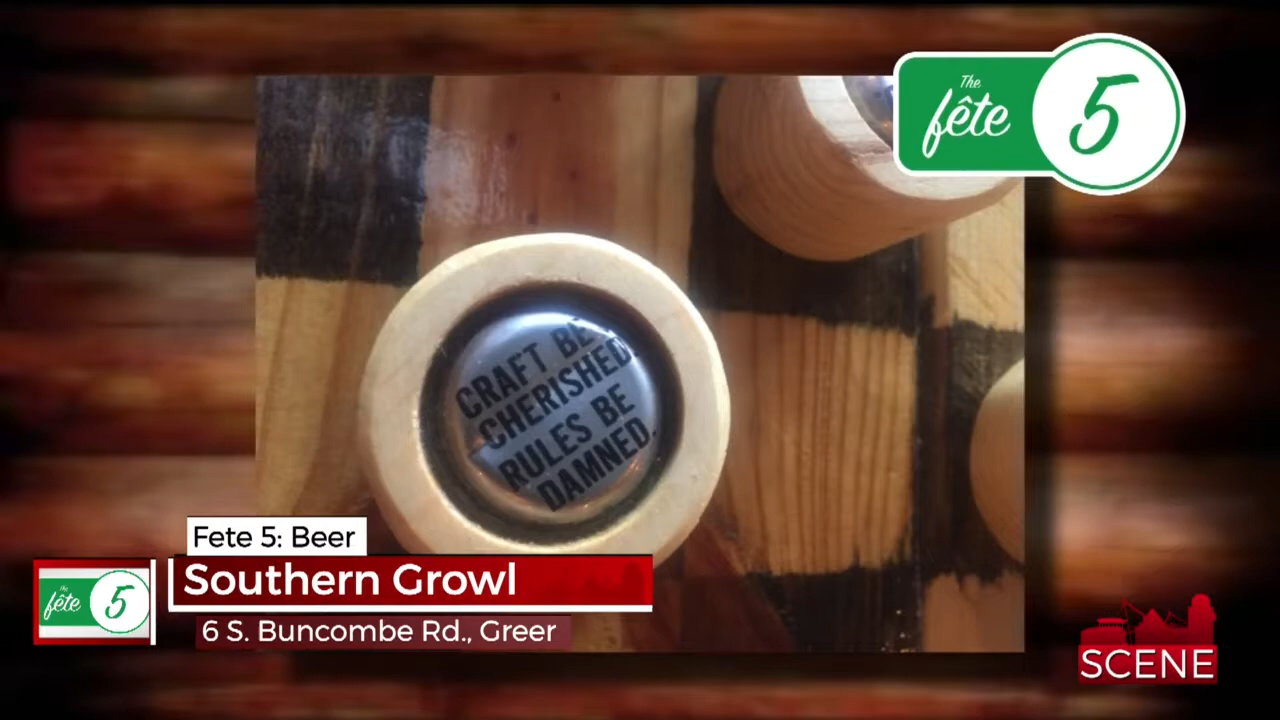 The
fête 5
CRAFT BE
CHERISHED.
RULES BE
DAMNED.
Fete 5: Beer
Southern Growl
The
fête 5
6 S. Buncombe Rd., Greer
SCENE